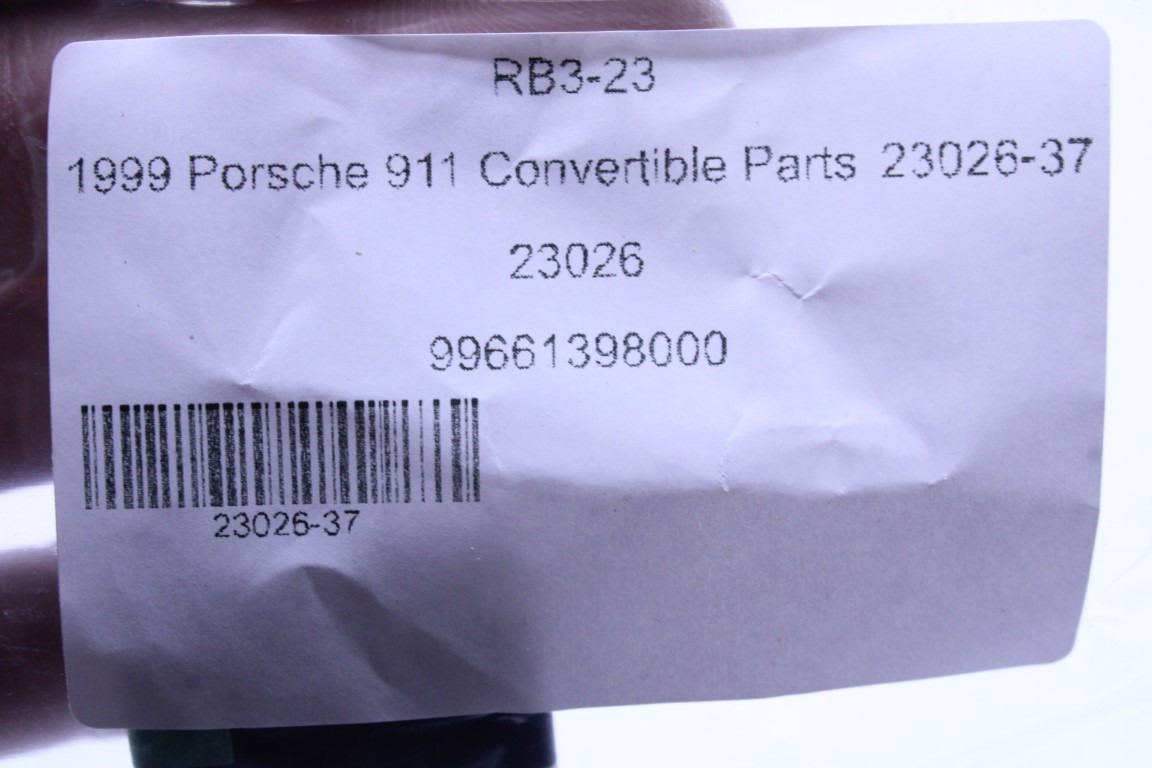 RB3-23
1999 Porsche 911 Convertible Parts 23026-37
23026
99661398000
23026-37